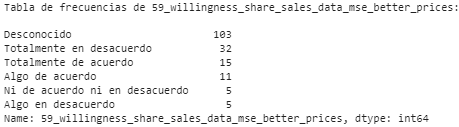 Tabla de frecuencias de 59_willingness_share_sales_data_mse_better_prices:
Desconocido 103
Totalmente en desacuerdo 32
Totalmente de acuerdo 15
Algo de acuerdo 11
Ni de acuerdo ni en desacuerdo 5
Algo en desacuerdo 5
Name: 59_willingness_share_sales_data_mse_better_prices, dtype: int64